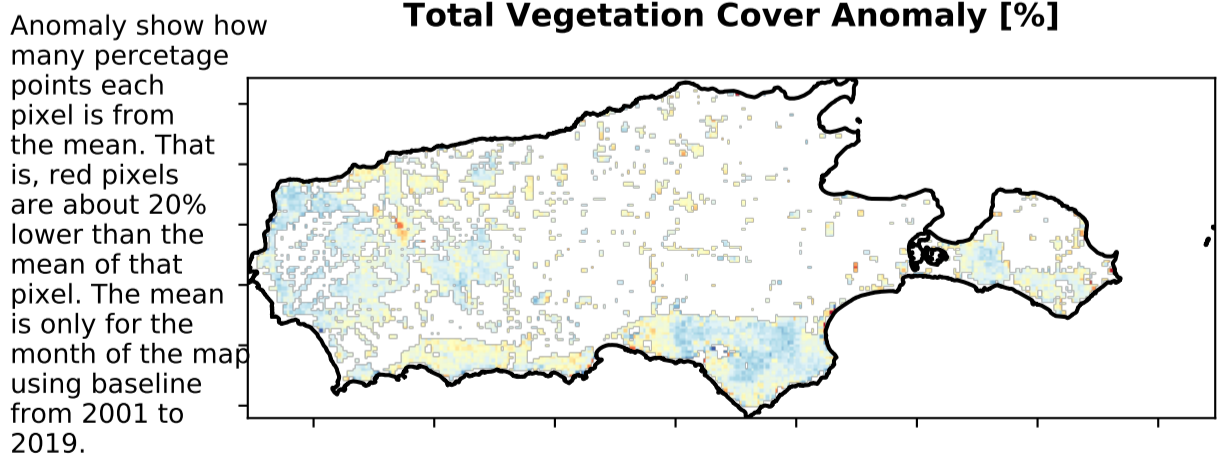 Total Vegetation Cover Anomaly [%]
Anomaly show how
many percetage
points each
pixel is from
the mean. That
is, red pixels
are about 20%
lower than the
mean of that
pixel. The mean
is only for the
month of the map
using baseline
from 2001 to
2019.